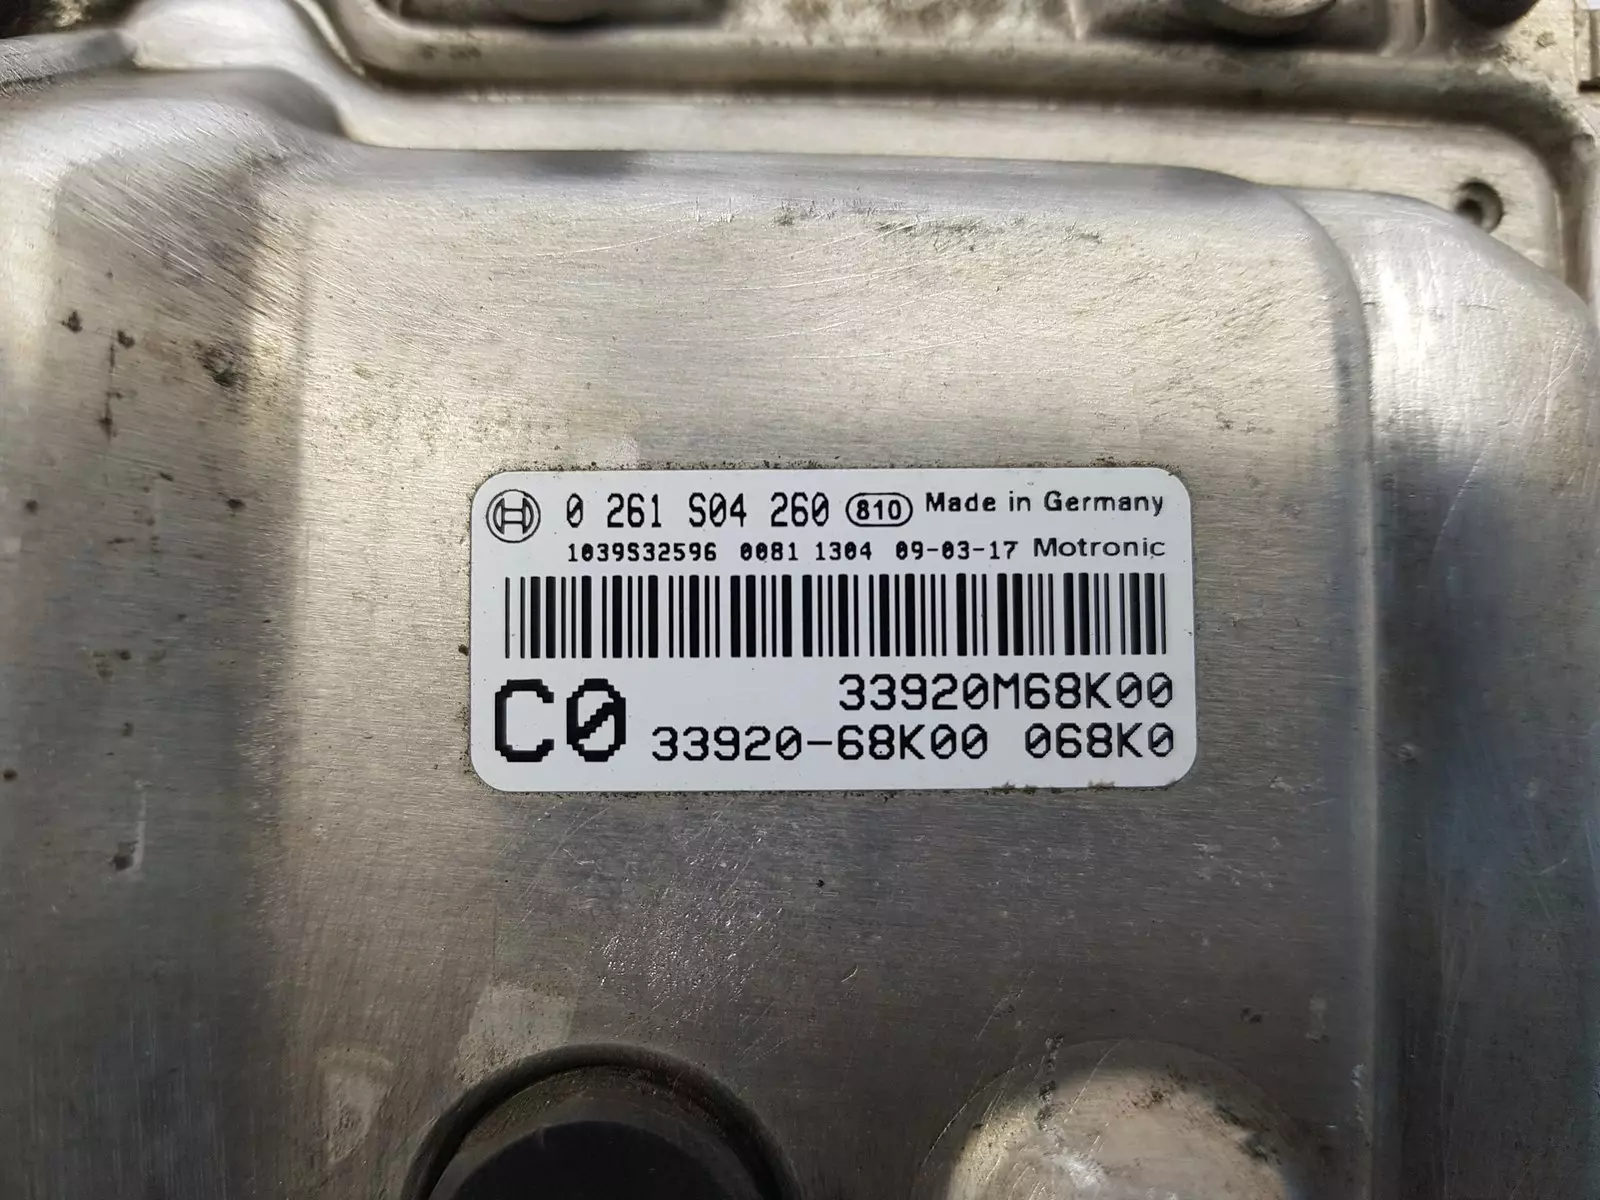 0 261 S04 260 810 Made in Germany
1039S32596 0081 1304 09-03-17 Motronic
C0 33920M68K00
33920-68K00 068K0